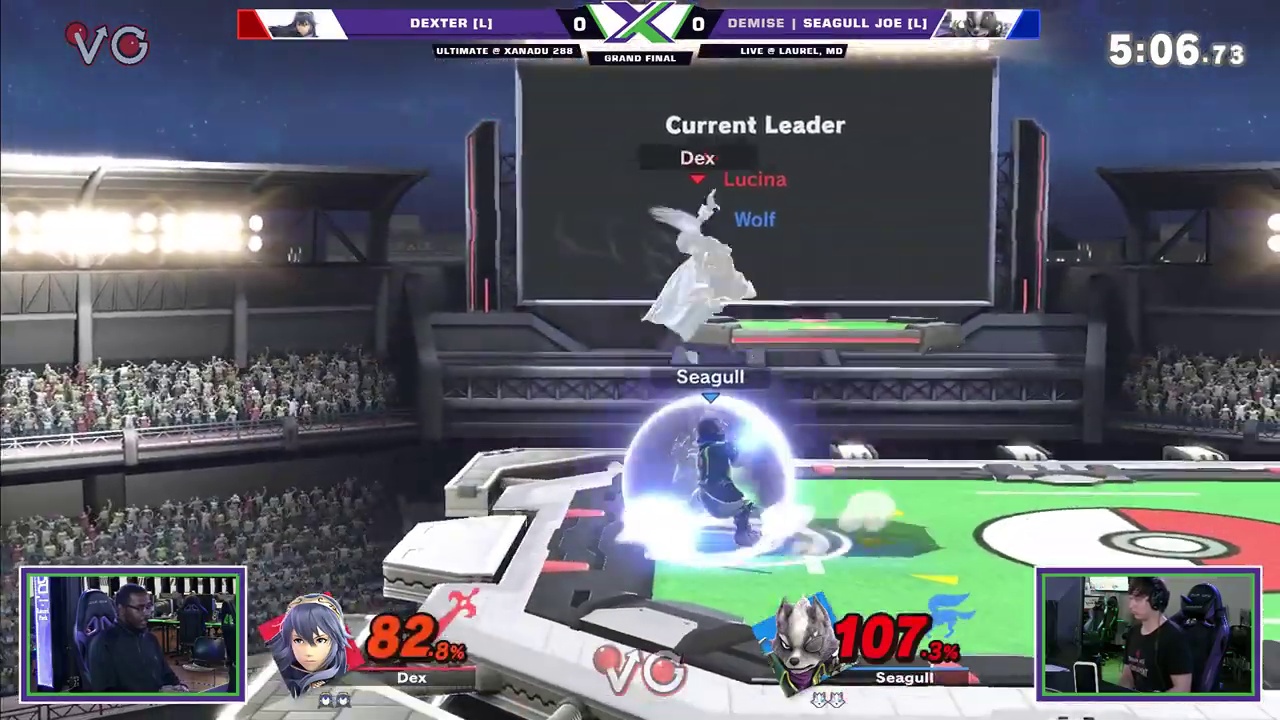 DEXTER [L]
0
0
DEMISE | SEAGULL JOE [L]
ULTIMATE @ XANADU 288
LIVE @ LAUREL, MD
GRAND FINAL
VG
5:06.73
Current Leader
Dex
Lucina
Wolf
Seagull
82.8%
Dex
VG
107.3%
Seagull